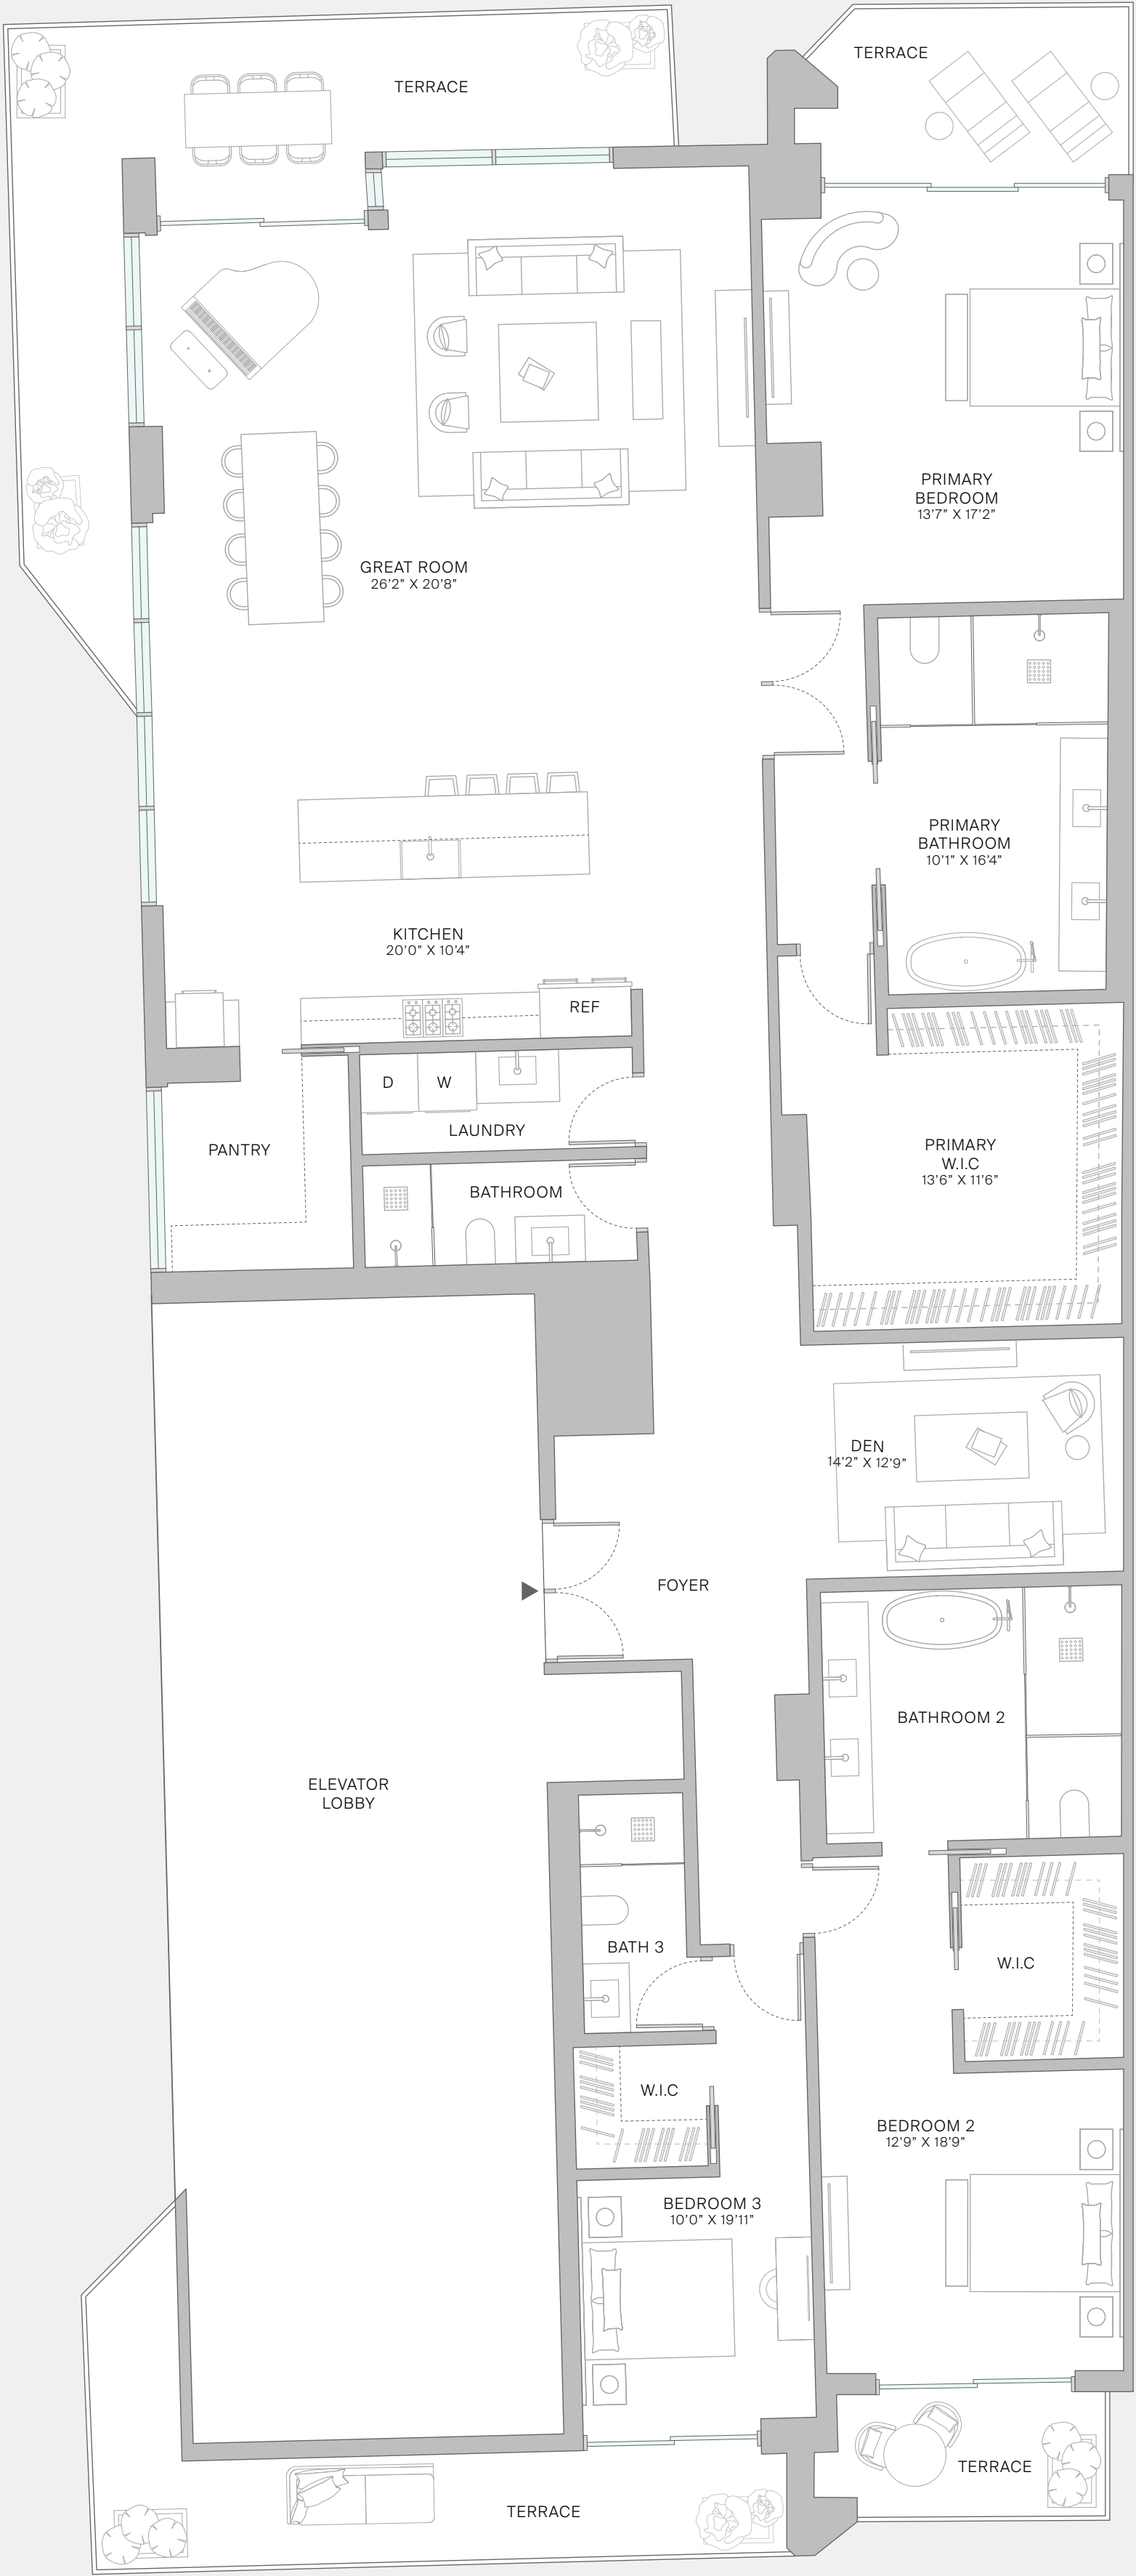 TERRACE
TERRACE
PRIMARY
BEDROOM
13'7" X 17'2"
GREAT ROOM
26'2" X 20'8"
PRIMARY
BATHROOM
10'1" X 16'4"
KITCHEN
20'0" X 10'4"
REF
D
W
LAUNDRY
PANTRY
BATHROOM
PRIMARY
W.I.C
13'6" X 11'6"
DEN
14'2" X 12'9"
FOYER
BATHROOM 2
ELEVATOR
LOBBY
BATH 3
W.I.C
W.I.C
BEDROOM 2
12'9" X 18'9"
BEDROOM 3
10'0" X 19'11"
TERRACE
TERRACE